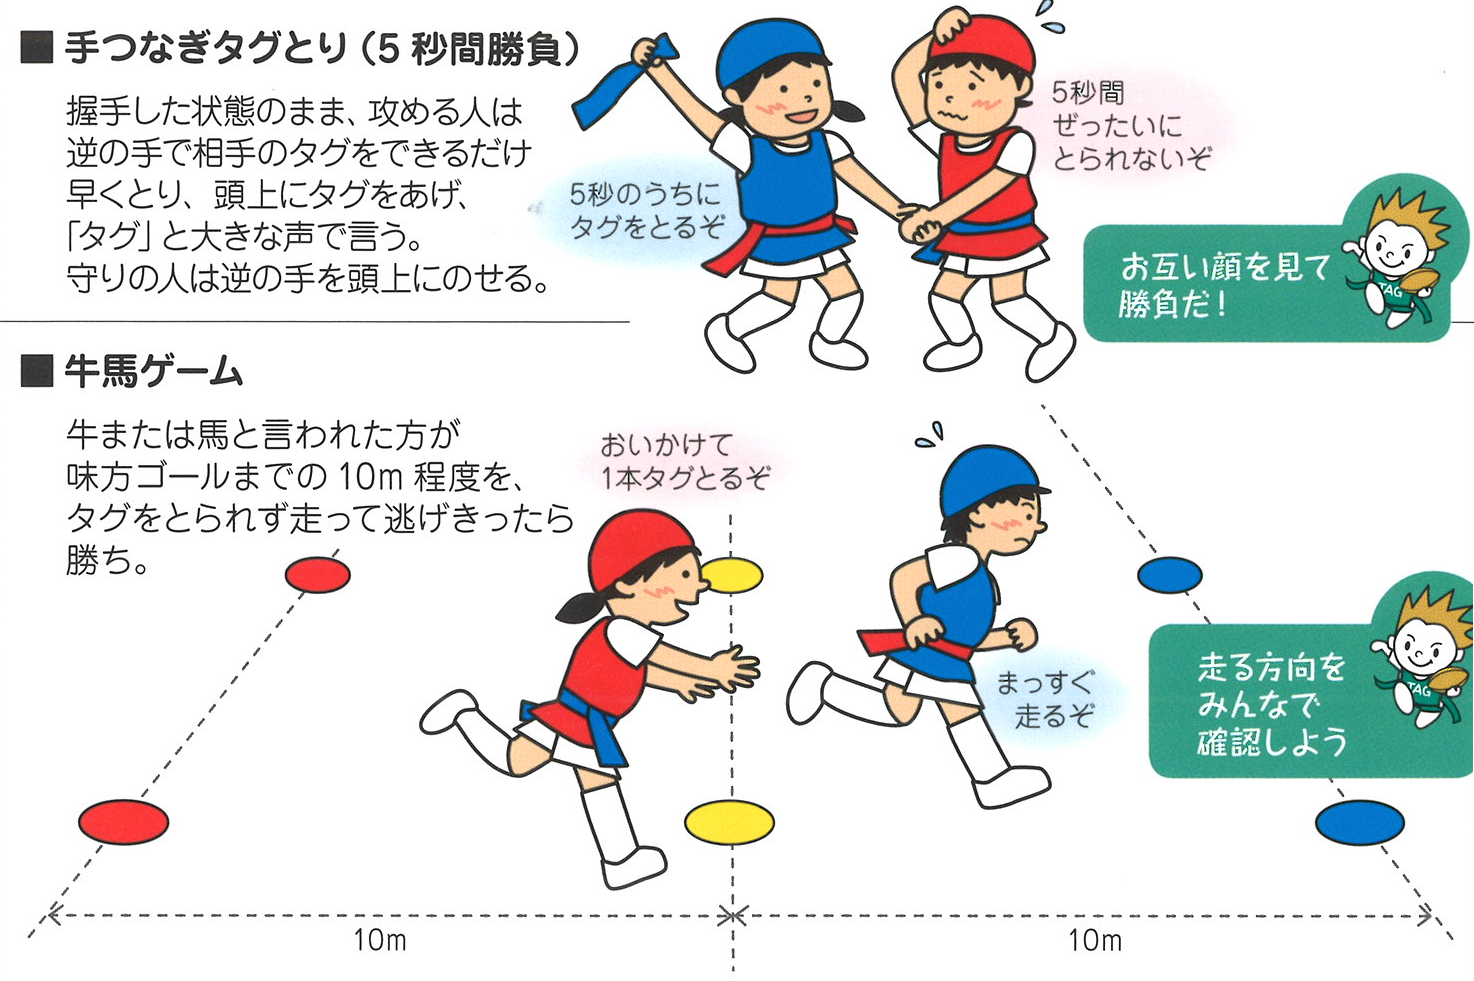 ■ 手つなぎタグとり（5 秒間勝負）
握手した状態のまま、攻める人は
逆の手で相手のタグをできるだけ
早くとり、頭上にタグをあげ、
「タグ」と大きな声で言う。
守りの人は逆の手を頭上にのせる。
5秒のうちに
タグをとるぞ
5秒間
ぜったいに
とられないぞ
お互い顔を見て
勝負だ！
TAG
■ 牛馬ゲーム
牛または馬と言われた方が
味方ゴールまでの 10m 程度を、
タグをとられず走って逃げきったら
勝ち。
おいかけて
1本タグとるぞ
まっすぐ
走るぞ
走る方向を
みんなで
確認しよう
TAG
10m
10m